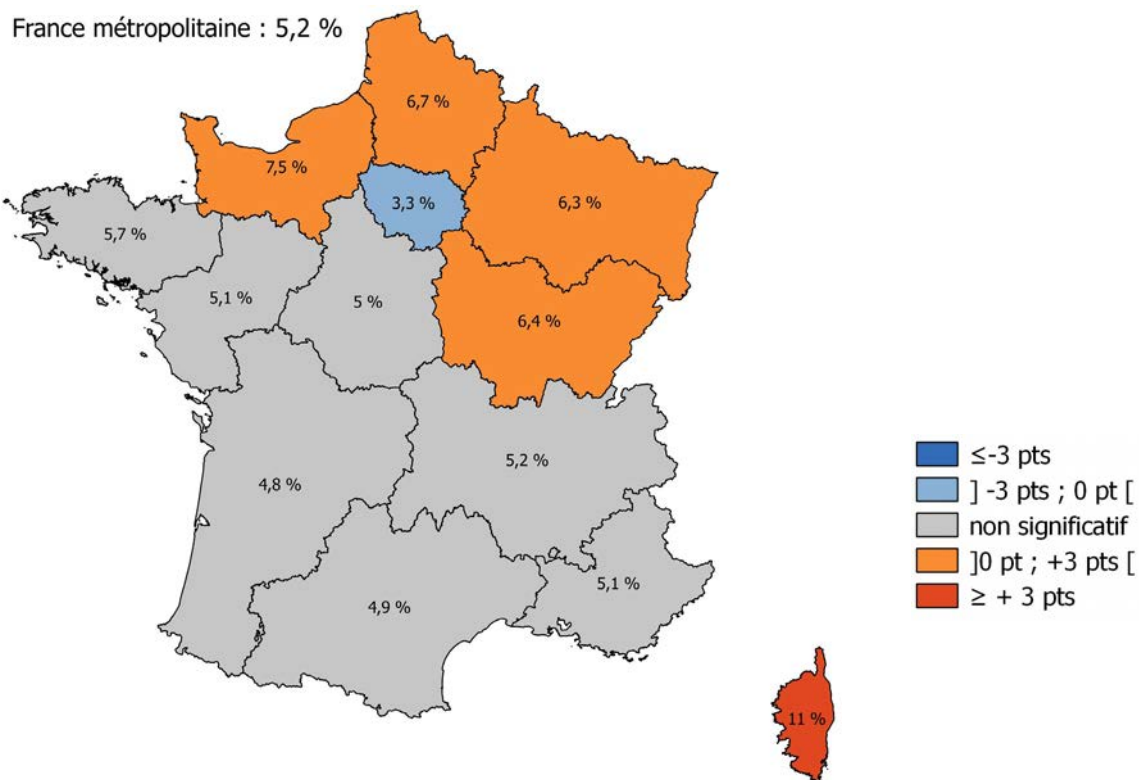 France métropolitaine : 5,2 %
6,7 %
7,5 %
3,3 %
6,3 %
5,7 %
5,1 %
5 %
6,4 %
5,2 %
4,8 %
5,1 %
4,9 %
11 %
≤-3 pts
] -3 pts ; 0 pt [
non significatif
]0 pt ; +3 pts [
≥ + 3 pts